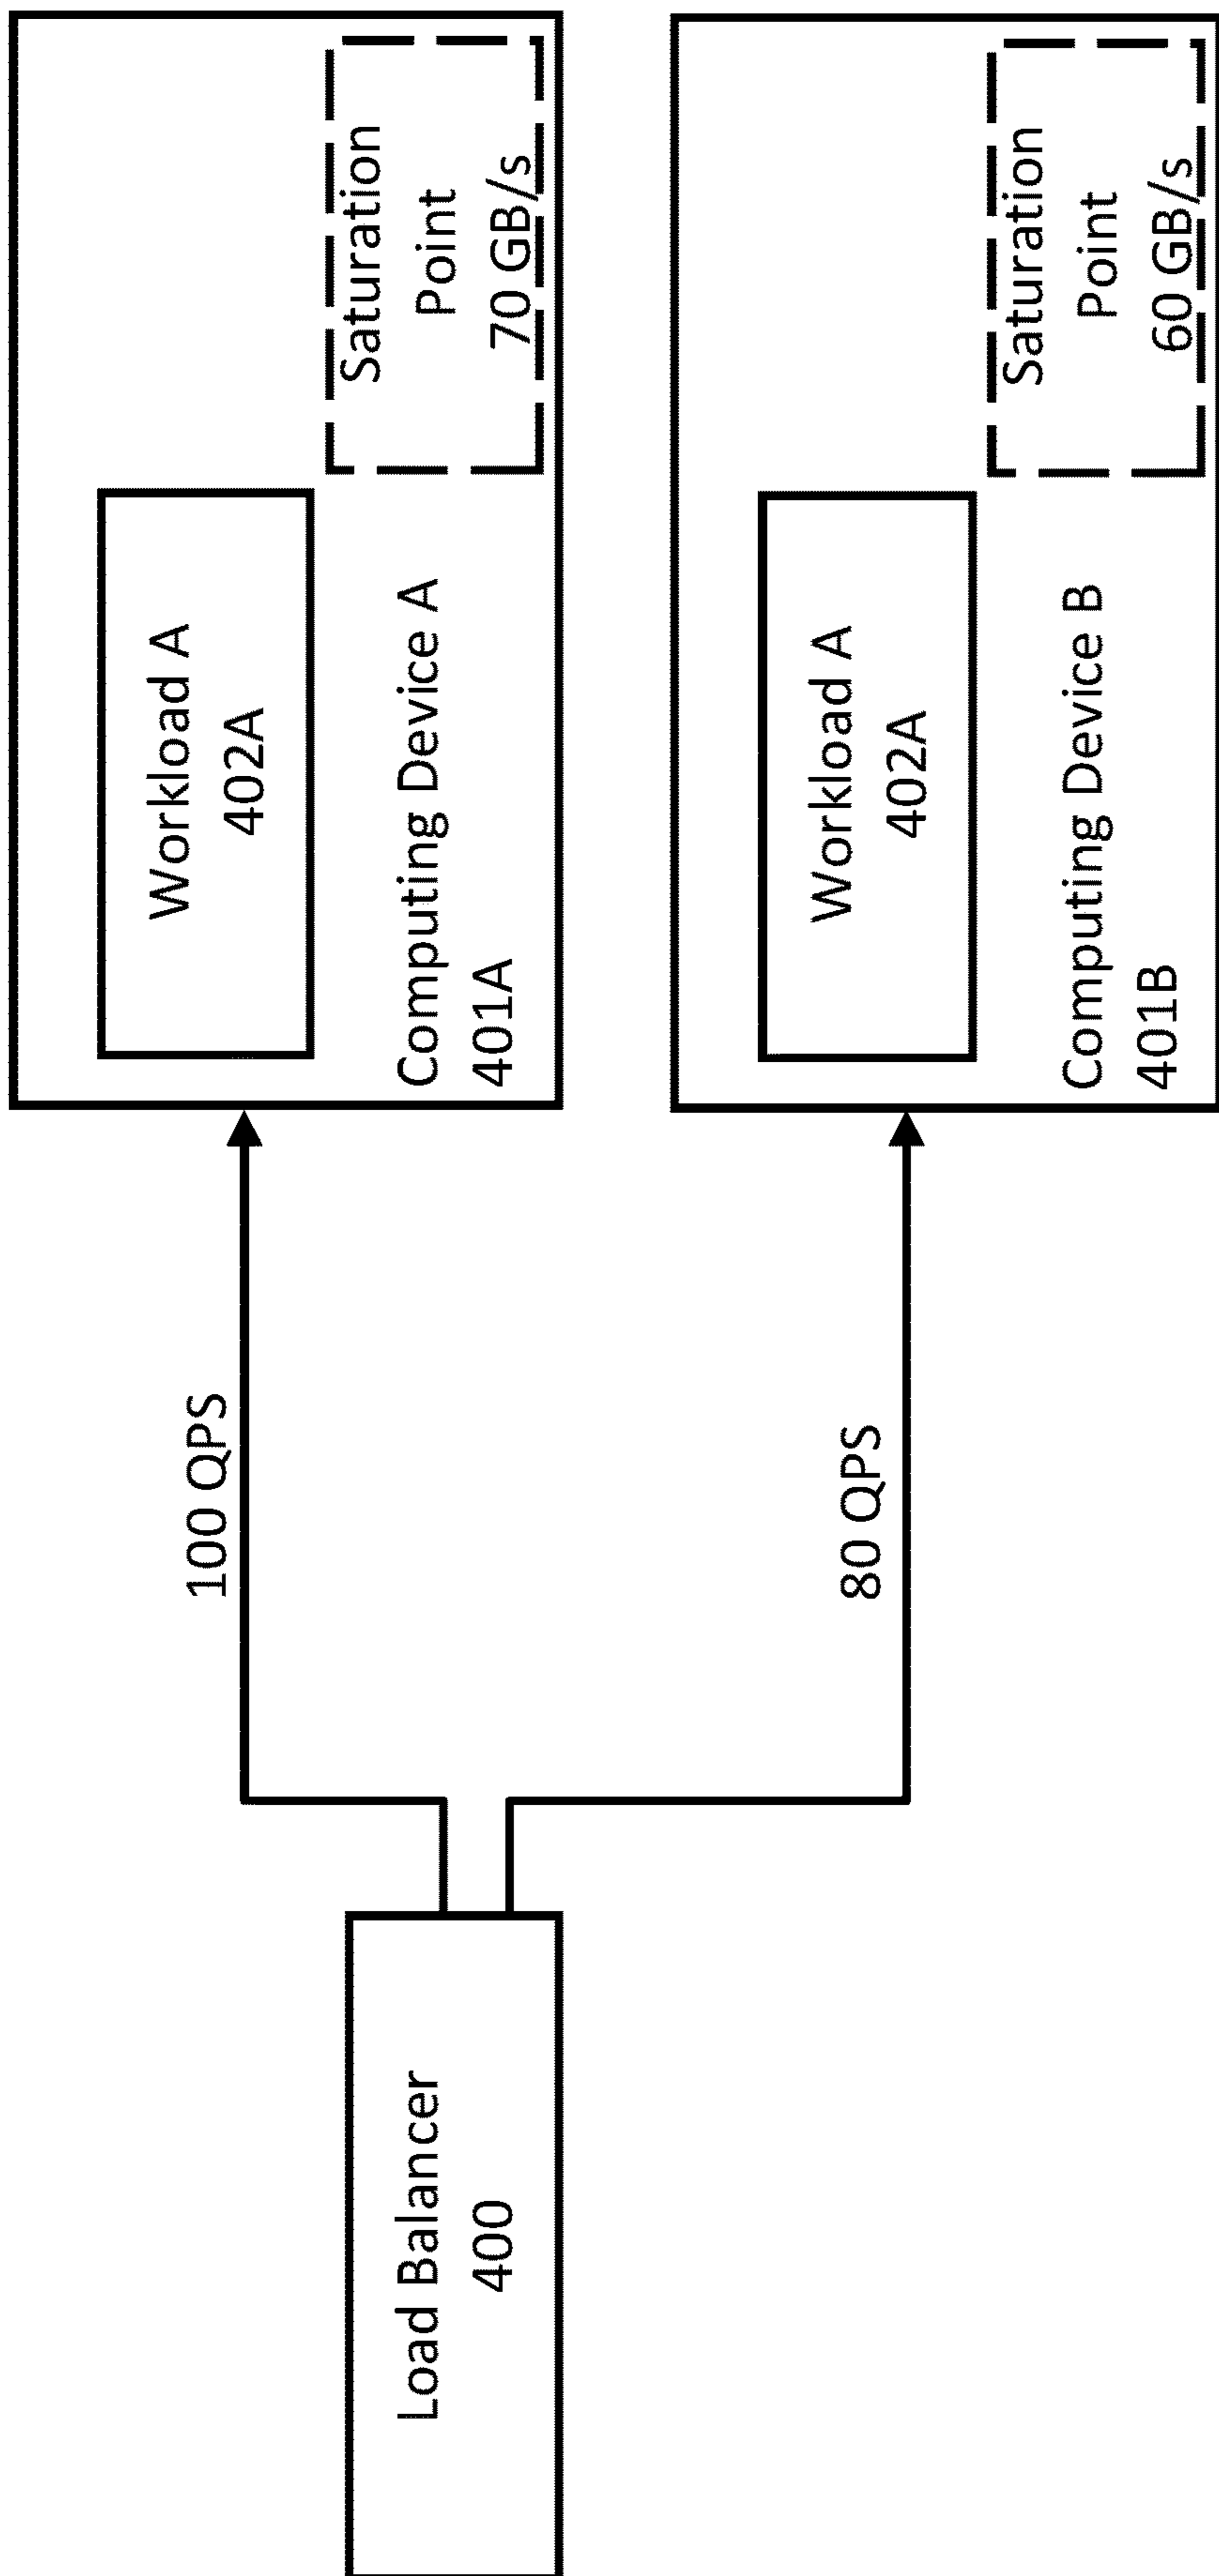 Load Balancer
400
100 QPS
80 QPS
Workload A
402A
Computing Device A
401A
Saturation
Point
70 GB/s
Workload A
402A
Computing Device B
401B
Saturation
Point
60 GB/s